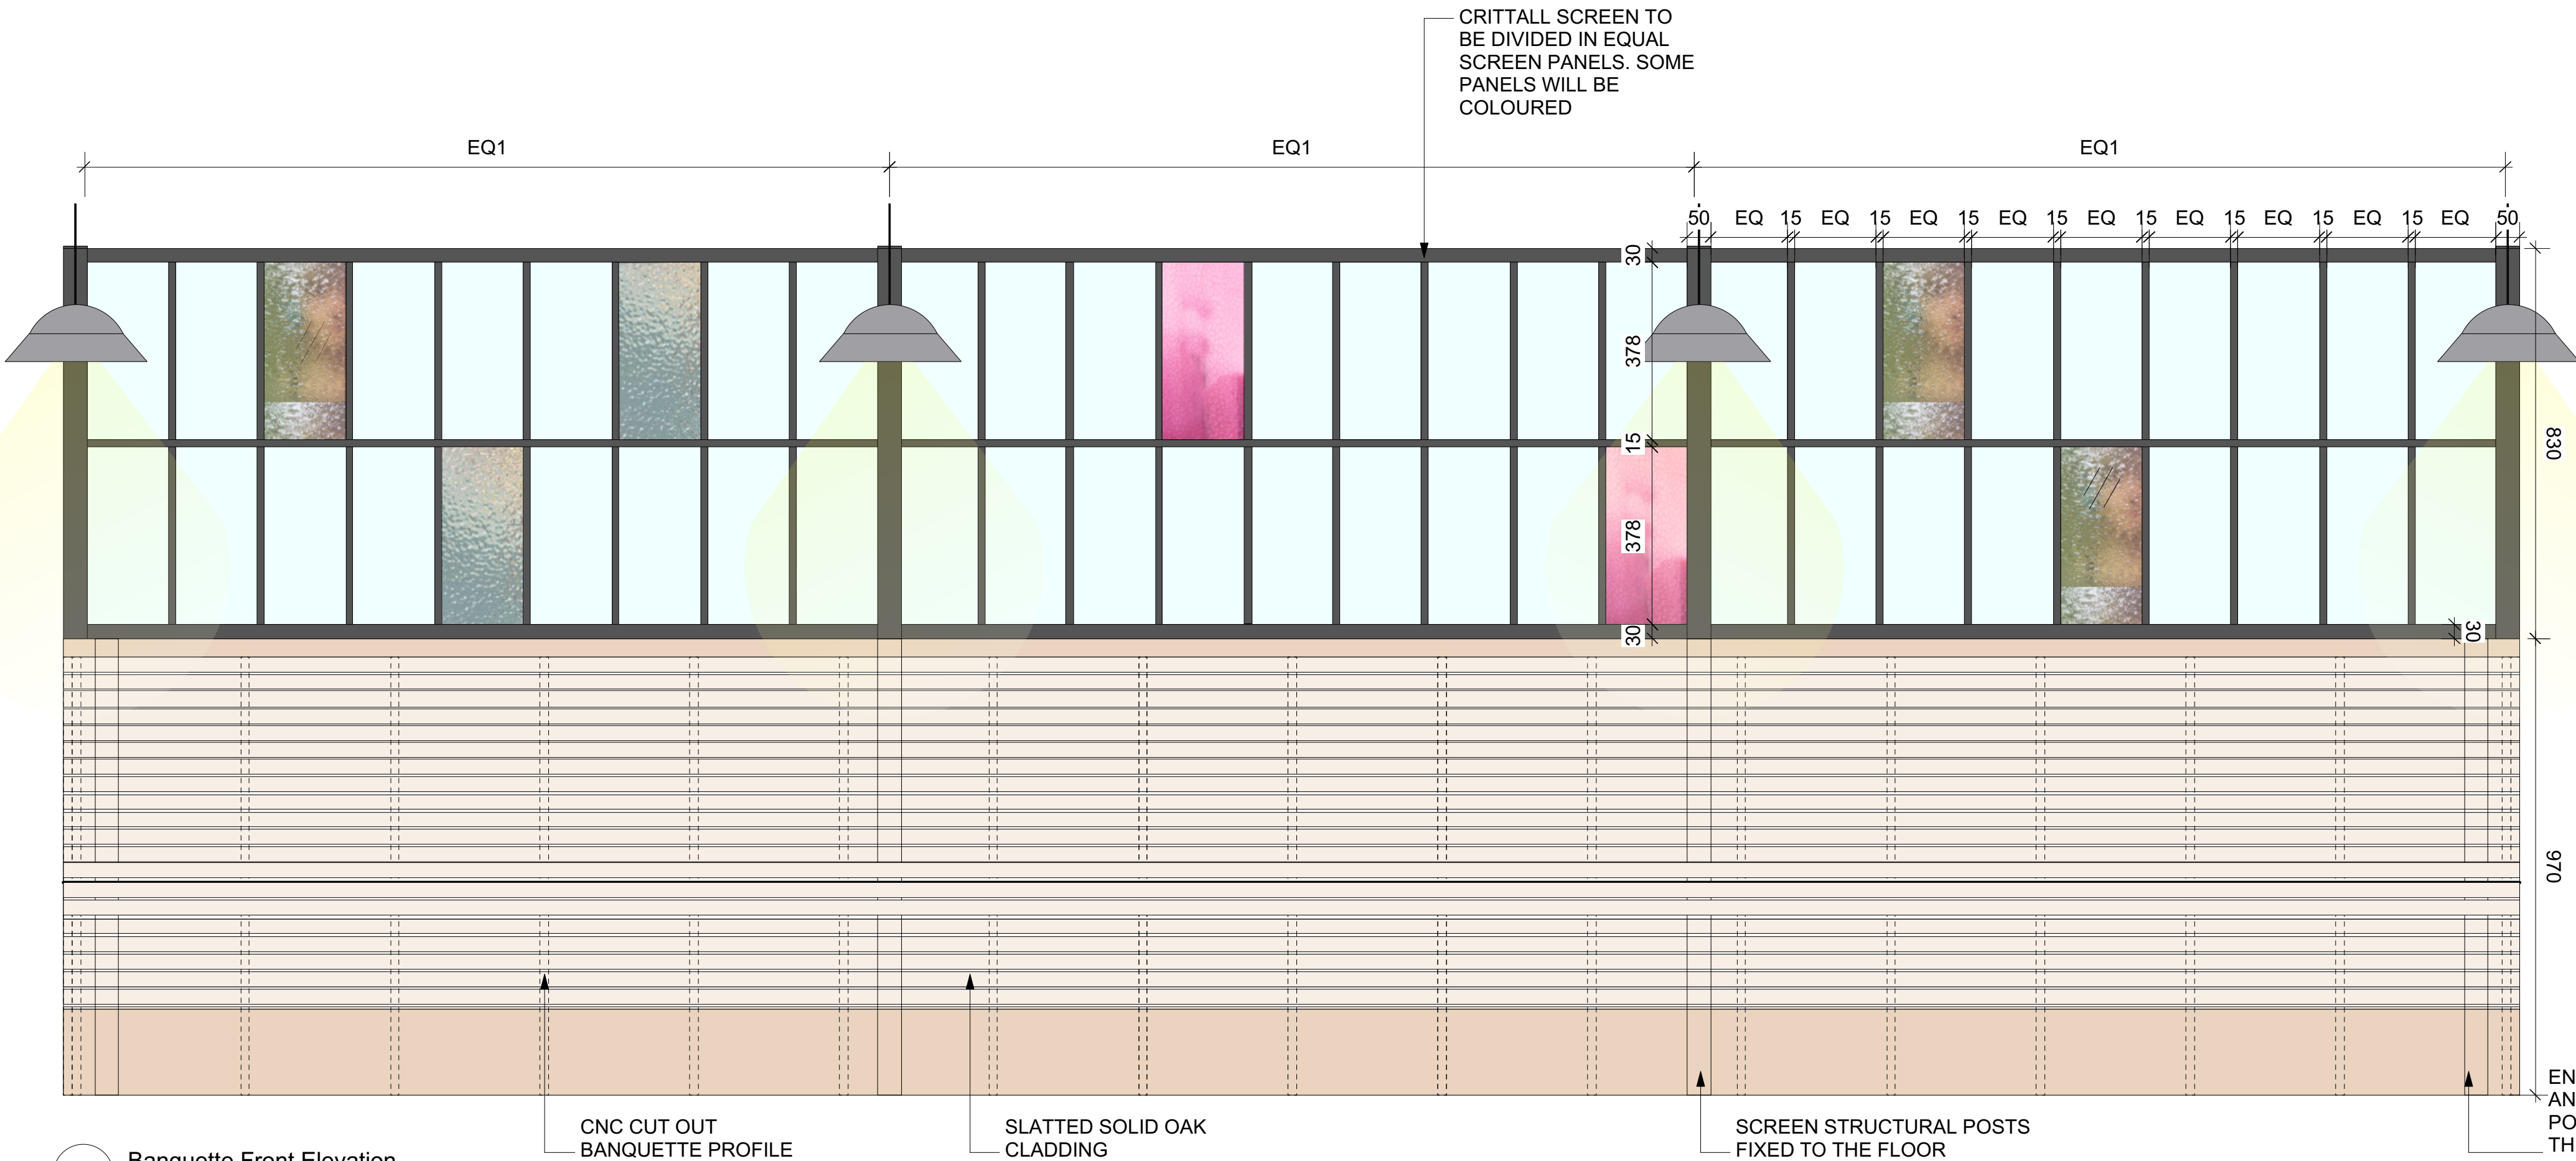 CRITTALL SCREEN TO
BE DIVIDED IN EQUAL
SCREEN PANELS. SOME
PANELS WILL BE
COLOURED
EQ1 EQ1 EQ1
50 EQ 15 EQ 15 EQ 15 EQ 15 EQ 15 EQ 15 EQ 15 EQ 15 EQ 50
30
378
15
378
30
30
830
970
CNC CUT OUT
BANQUETTE PROFILE
SLATTED SOLID OAK
CLADDING
SCREEN STRUCTURAL POSTS
FIXED TO THE FLOOR
EN
AN
PO
TH
Banquette Front Elevation